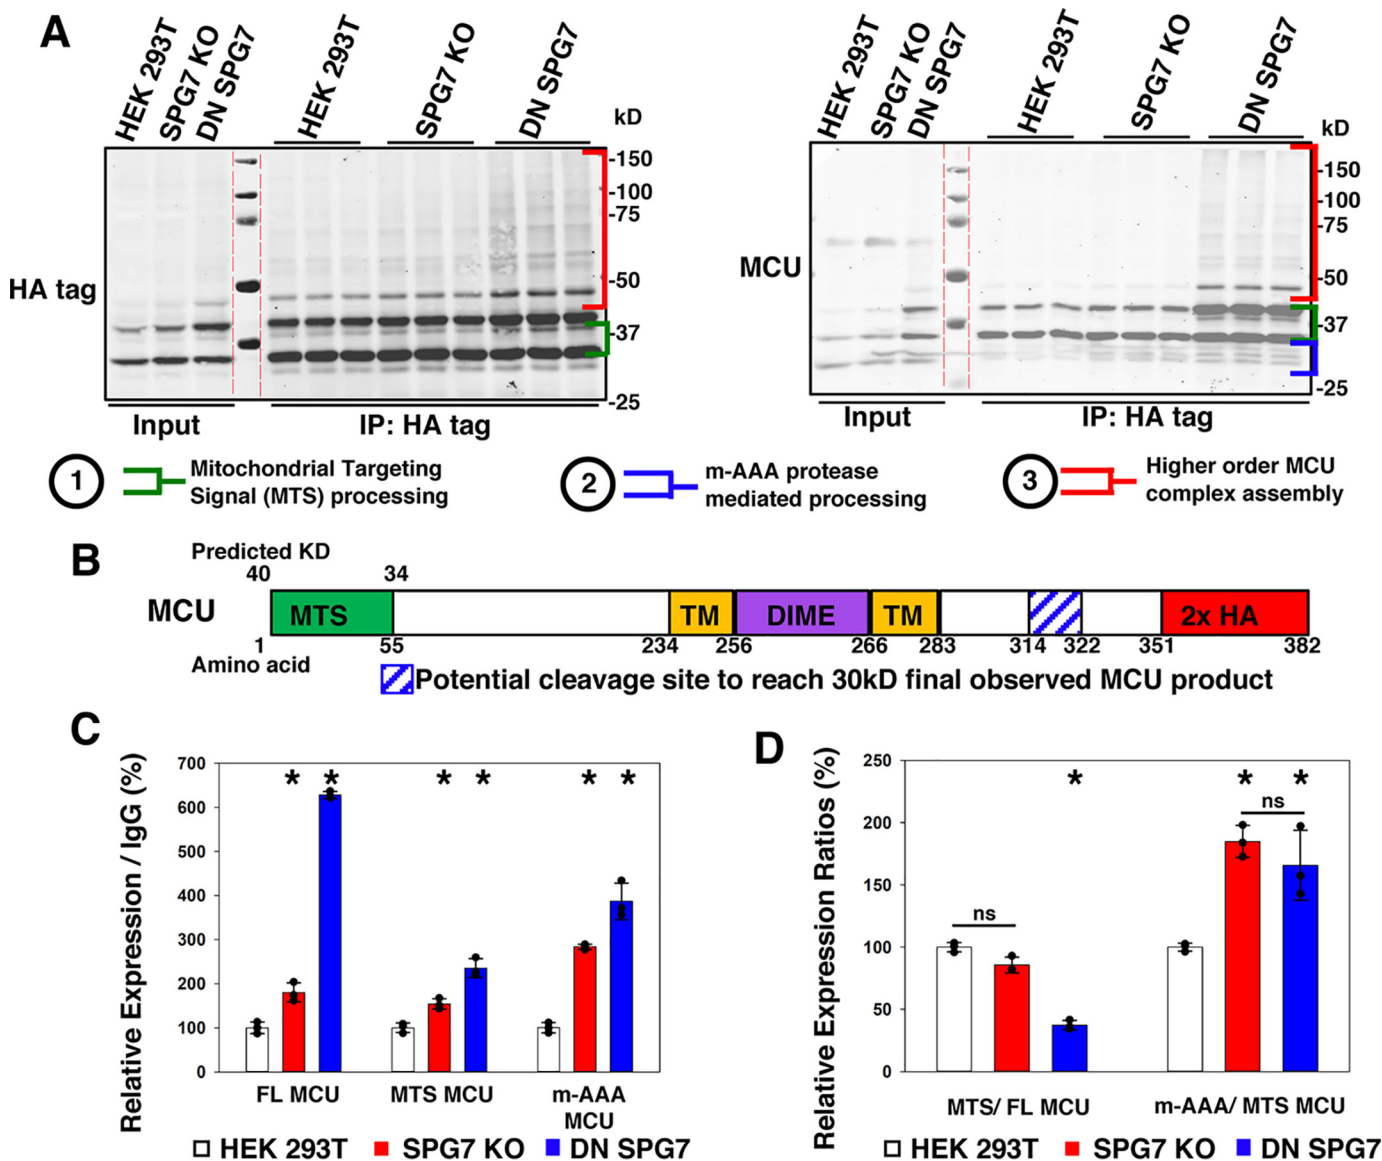 A
HEK 293T
SPG7 KO
DN SPG7
HEK 293T
SPG7 KO
DN SPG7
kD
HA tag
-150
-100
-75
-50
-37
-25
Input
IP: HA tag
HEK 293T
SPG7 KO
DN SPG7
HEK 293T
SPG7 KO
DN SPG7
kD
MCU
-150
-100
-75
-50
-37
-25
Input
IP: HA tag
1
Mitochondrial Targeting
Signal (MTS) processing
2
m-AAA protease
mediated processing
3
Higher order MCU
complex assembly
B
Predicted KD
40 34
MCU
MTS TM DIME TM 2x HA
1 55 234 256 266 283 314 322 351 382
Amino acid
Potential cleavage site to reach 30kD final observed MCU product
C
Relative Expression / IgG (%)
700
600
500
400
300
200
100
0
* * * * * *
FL MCU
MTS MCU
m-AAA
MCU
HEK 293T SPG7 KO DN SPG7
D
Relative Expression Ratios (%)
250
200
150
100
50
0
ns
*
* *
ns
MTS/ FL MCU
m-AAA/ MTS MCU
HEK 293T SPG7 KO DN SPG7